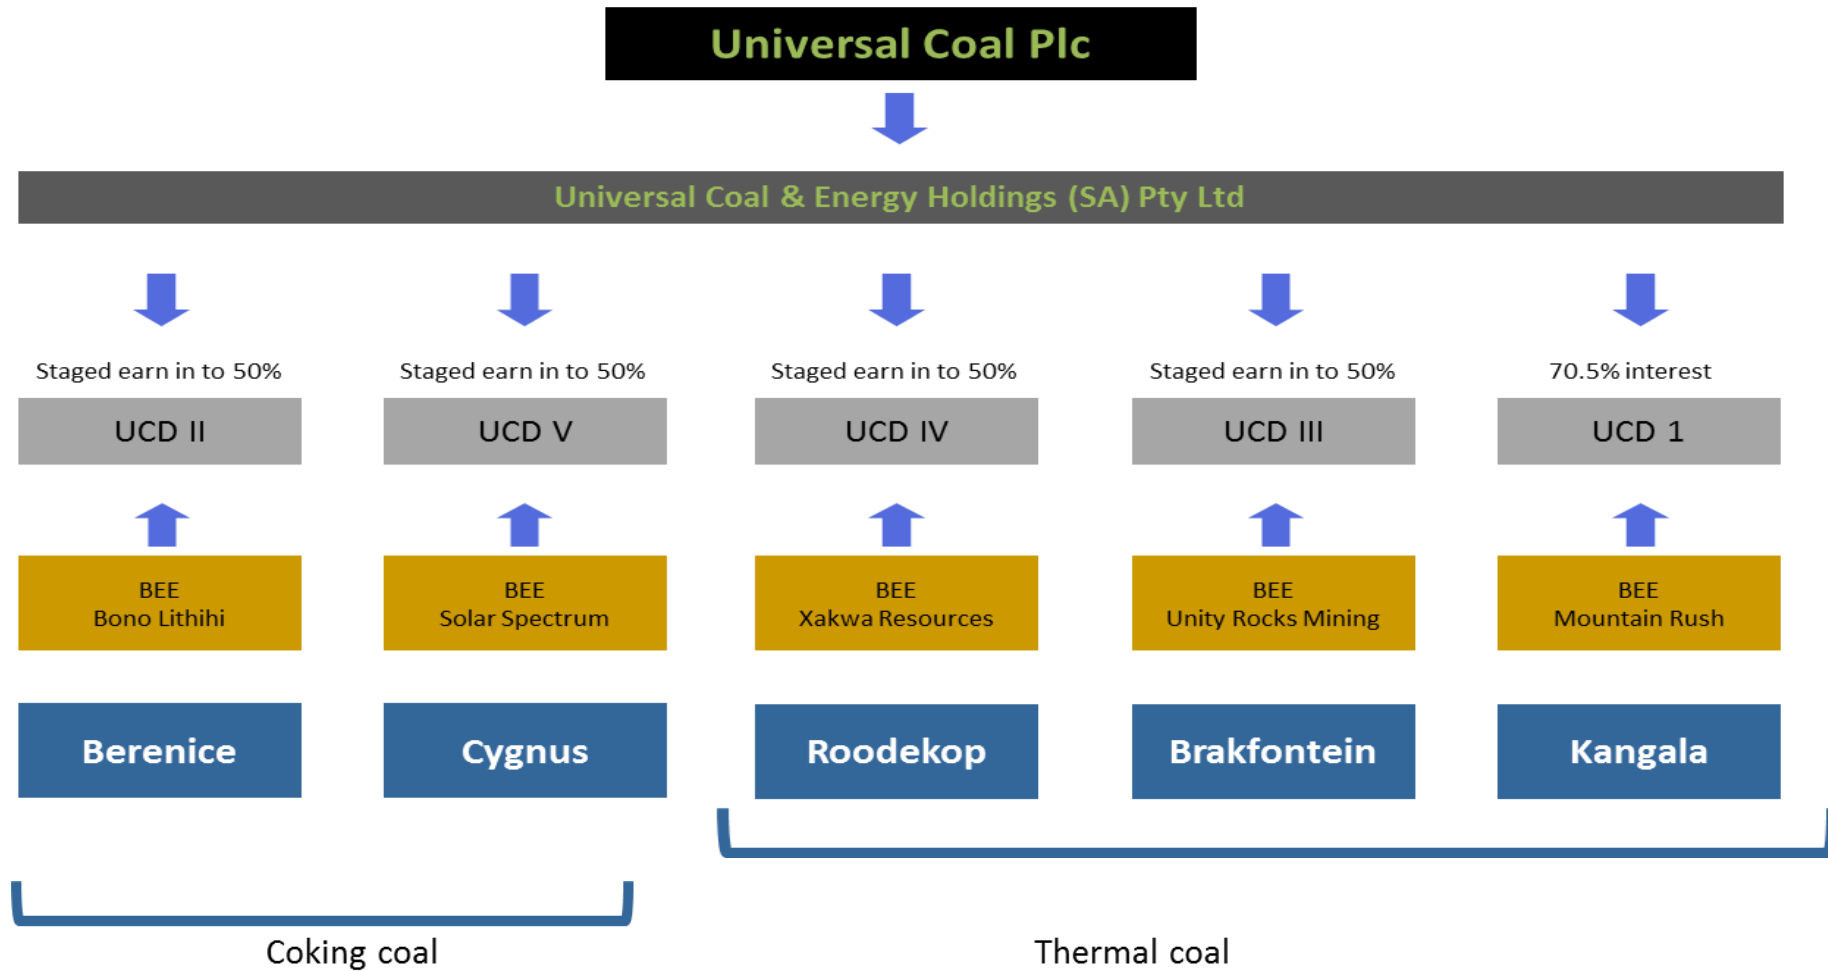 Universal Coal Plc
Universal Coal & Energy Holdings (SA) Pty Ltd
Staged earn in to 50%
Staged earn in to 50%
Staged earn in to 50%
Staged earn in to 50%
70.5% interest
UCD II
UCD V
UCD IV
UCD III
UCD 1
BEE
Bono Lithihi
BEE
Solar Spectrum
BEE
Xakwa Resources
BEE
Unity Rocks Mining
BEE
Mountain Rush
Berenice
Cygnus
Roodekop
Brakfontein
Kangala
Coking coal
Thermal coal